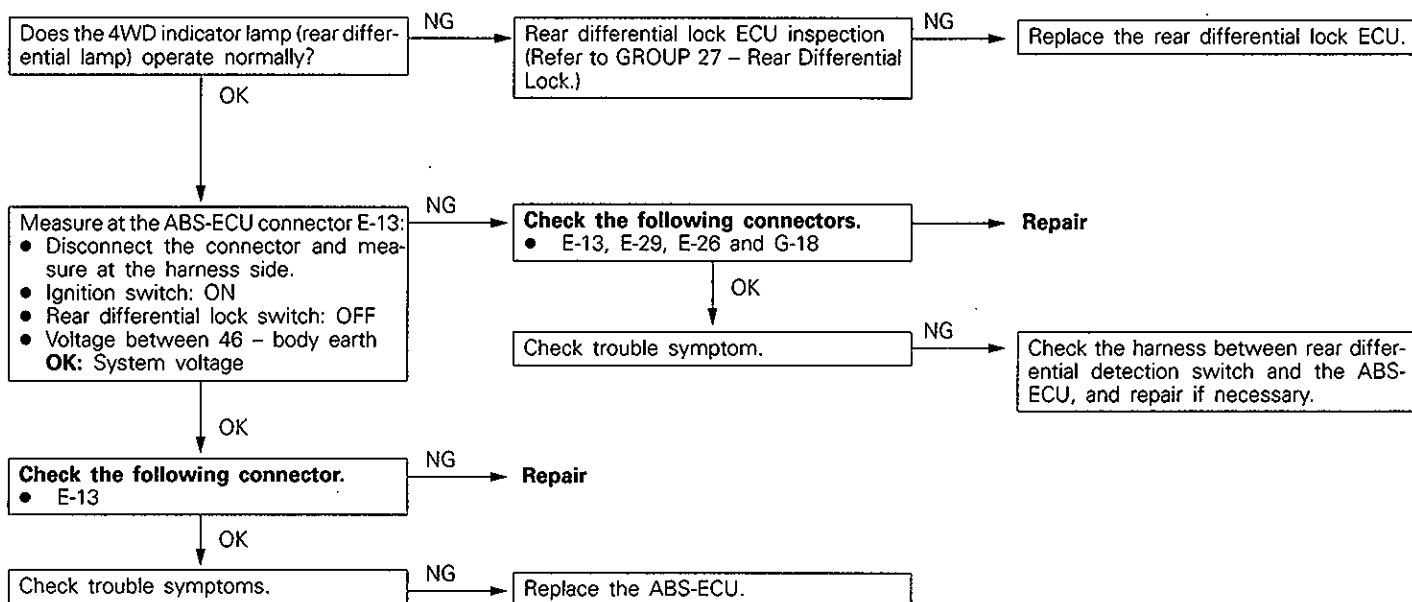 Does the 4WD indicator lamp (rear differ-
ential lamp) operate normally?
NG
Rear differential lock ECU inspection
(Refer to GROUP 27 – Rear Differential
Lock.)
NG
Replace the rear differential lock ECU.
OK
Measure at the ABS-ECU connector E-13:
● Disconnect the connector and mea-
sure at the harness side.
● Ignition switch: ON
● Rear differential lock switch: OFF
● Voltage between 46 – body earth
OK: System voltage
NG
Check the following connectors.
● E-13, E-29, E-26 and G-18
Repair
OK
Check trouble symptom.
NG
Check the harness between rear differ-
ential detection switch and the ABS-
ECU, and repair if necessary.
OK
Check the following connector.
● E-13
NG
Repair
OK
Check trouble symptoms.
NG
Replace the ABS-ECU.